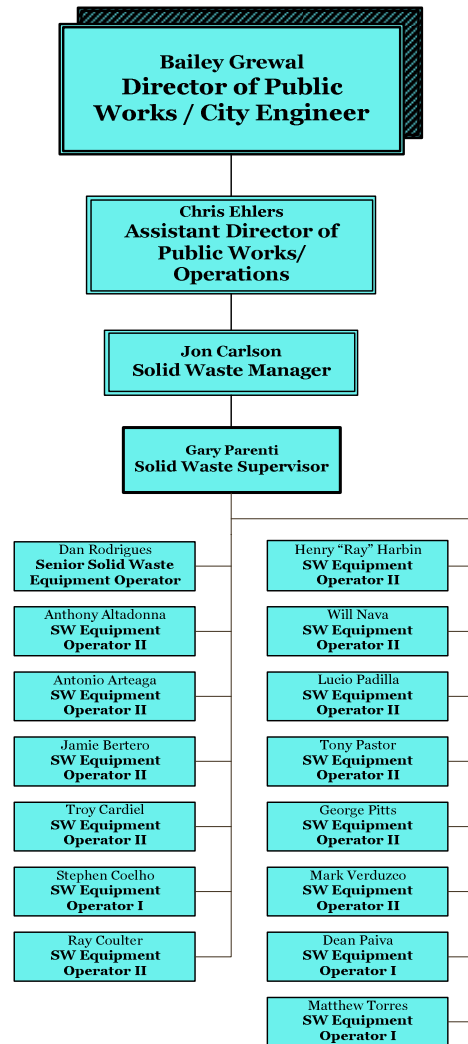 Bailey Grewal
Director of Public
Works / City Engineer
Chris Ehlers
Assistant Director of
Public Works/
Operations
Jon Carlson
Solid Waste Manager
Gary Parenti
Solid Waste Supervisor
Dan Rodrigues
Senior Solid Waste
Equipment Operator
Anthony Altadonna
SW Equipment
Operator II
Antonio Arteaga
SW Equipment
Operator II
Jamie Bertero
SW Equipment
Operator II
Troy Cardiel
SW Equipment
Operator II
Stephen Coelho
SW Equipment
Operator I
Ray Coulter
SW Equipment
Operator II
Henry “Ray” Harbin
SW Equipment
Operator II
Will Nava
SW Equipment
Operator II
Lucio Padilla
SW Equipment
Operator II
Tony Pastor
SW Equipment
Operator II
George Pitts
SW Equipment
Operator II
Mark Verduzco
SW Equipment
Operator II
Dean Paiva
SW Equipment
Operator I
Matthew Torres
SW Equipment
Operator I